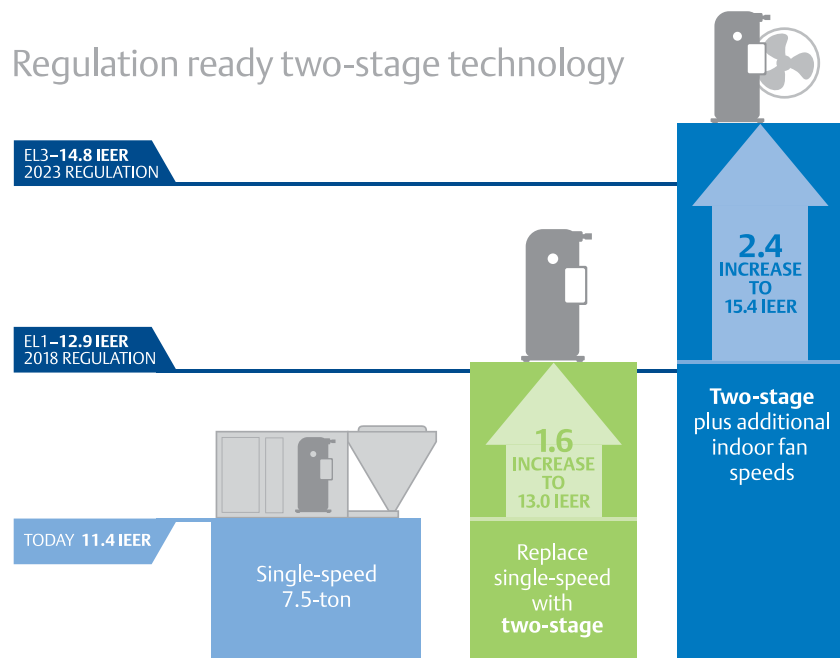 Regulation ready two-stage technology
EL3–14.8 IEER
2023 REGULATION
2.4
INCREASE
TO
15.4 IEER
EL1–12.9 IEER
2018 REGULATION
Two-stage
plus additional
indoor fan
speeds
1.6
INCREASE
TO
13.0 IEER
TODAY 11.4 IEER
Single-speed
7.5-ton
Replace
single-speed
with
two-stage